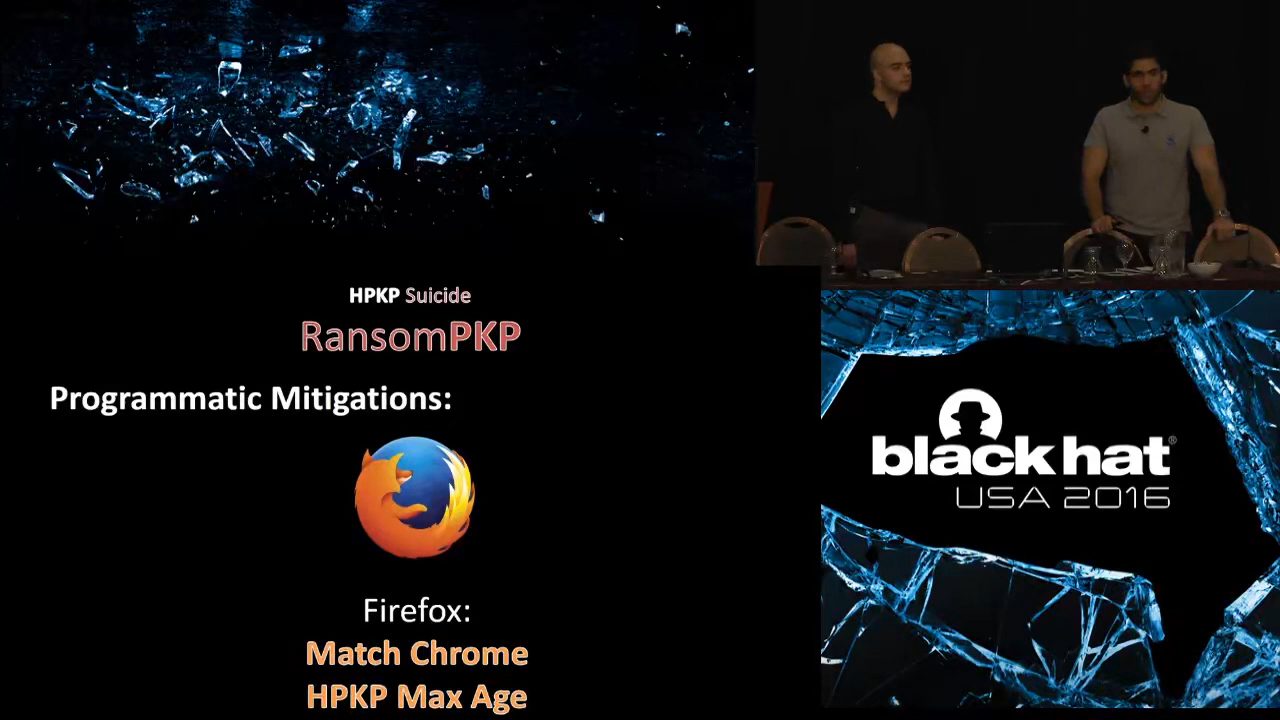 HPKP Suicide
RansomPKP
Programmatic Mitigations:
Firefox:
Match Chrome
HPKP Max Age
black hat®
USA 2016